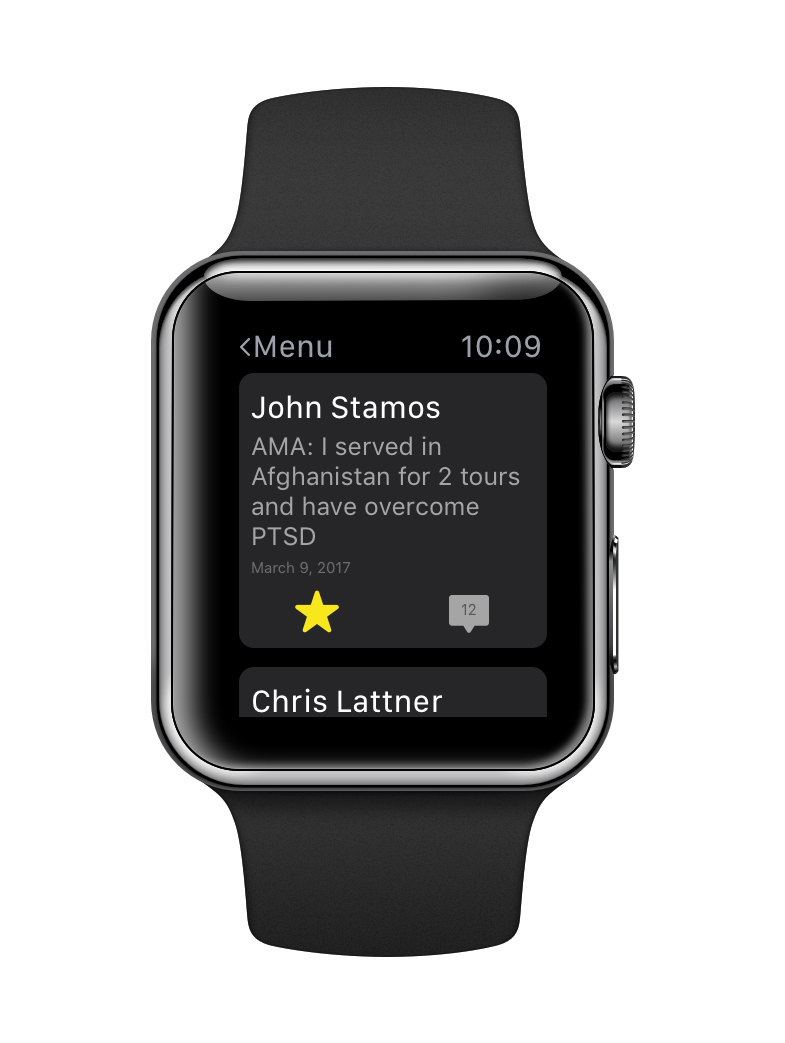 <Menu 10:09
John Stamos
AMA: I served in
Afghanistan for 2 tours
and have overcome
PTSD
March 9, 2017
12
Chris Lattner